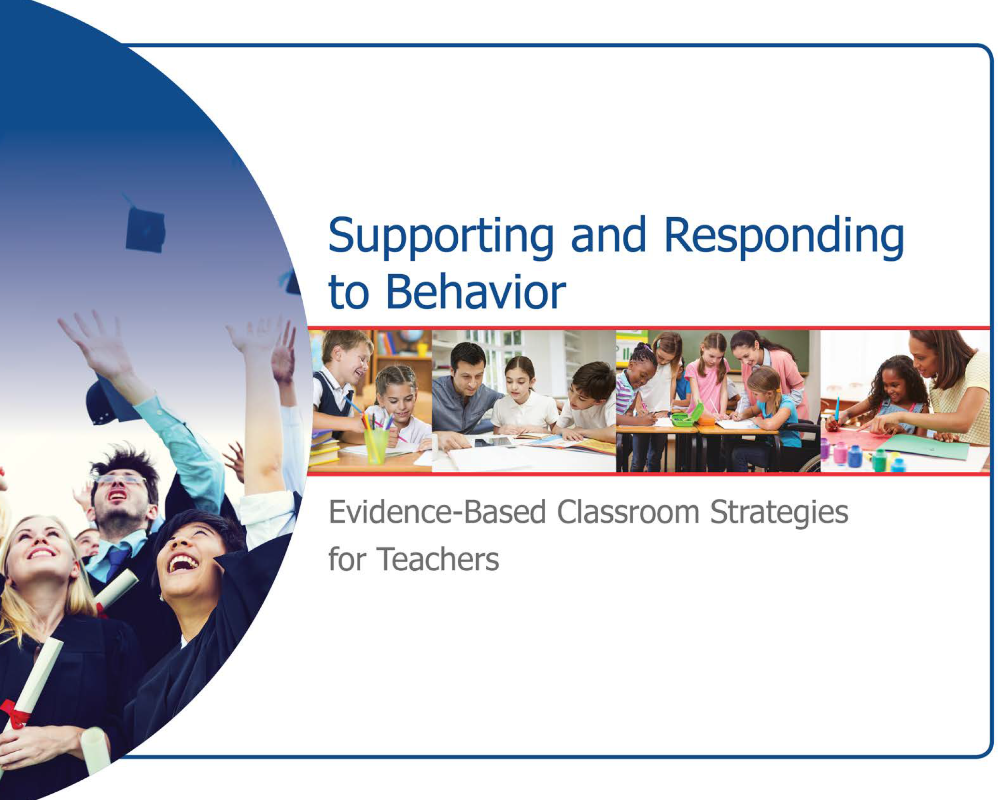 Supporting and Responding
to Behavior
Evidence-Based Classroom Strategies
for Teachers